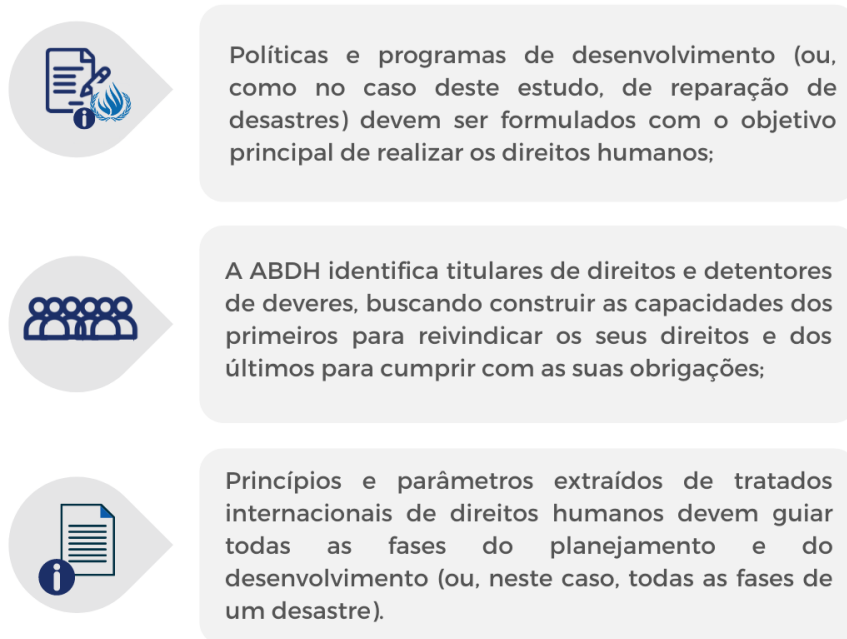 Políticas e programas de desenvolvimento (ou,
como no caso deste estudo, de reparação de
desastres) devem ser formulados com o objetivo
principal de realizar os direitos humanos;
A ABDH identifica titulares de direitos e detentores
de deveres, buscando construir as capacidades dos
primeiros para reivindicar os seus direitos e dos
últimos para cumprir com as suas obrigações;
Princípios e parâmetros extraídos de tratados
internacionais de direitos humanos devem guiar
todas as fases do planejamento e do
desenvolvimento (ou, neste caso, todas as fases de
um desastre).